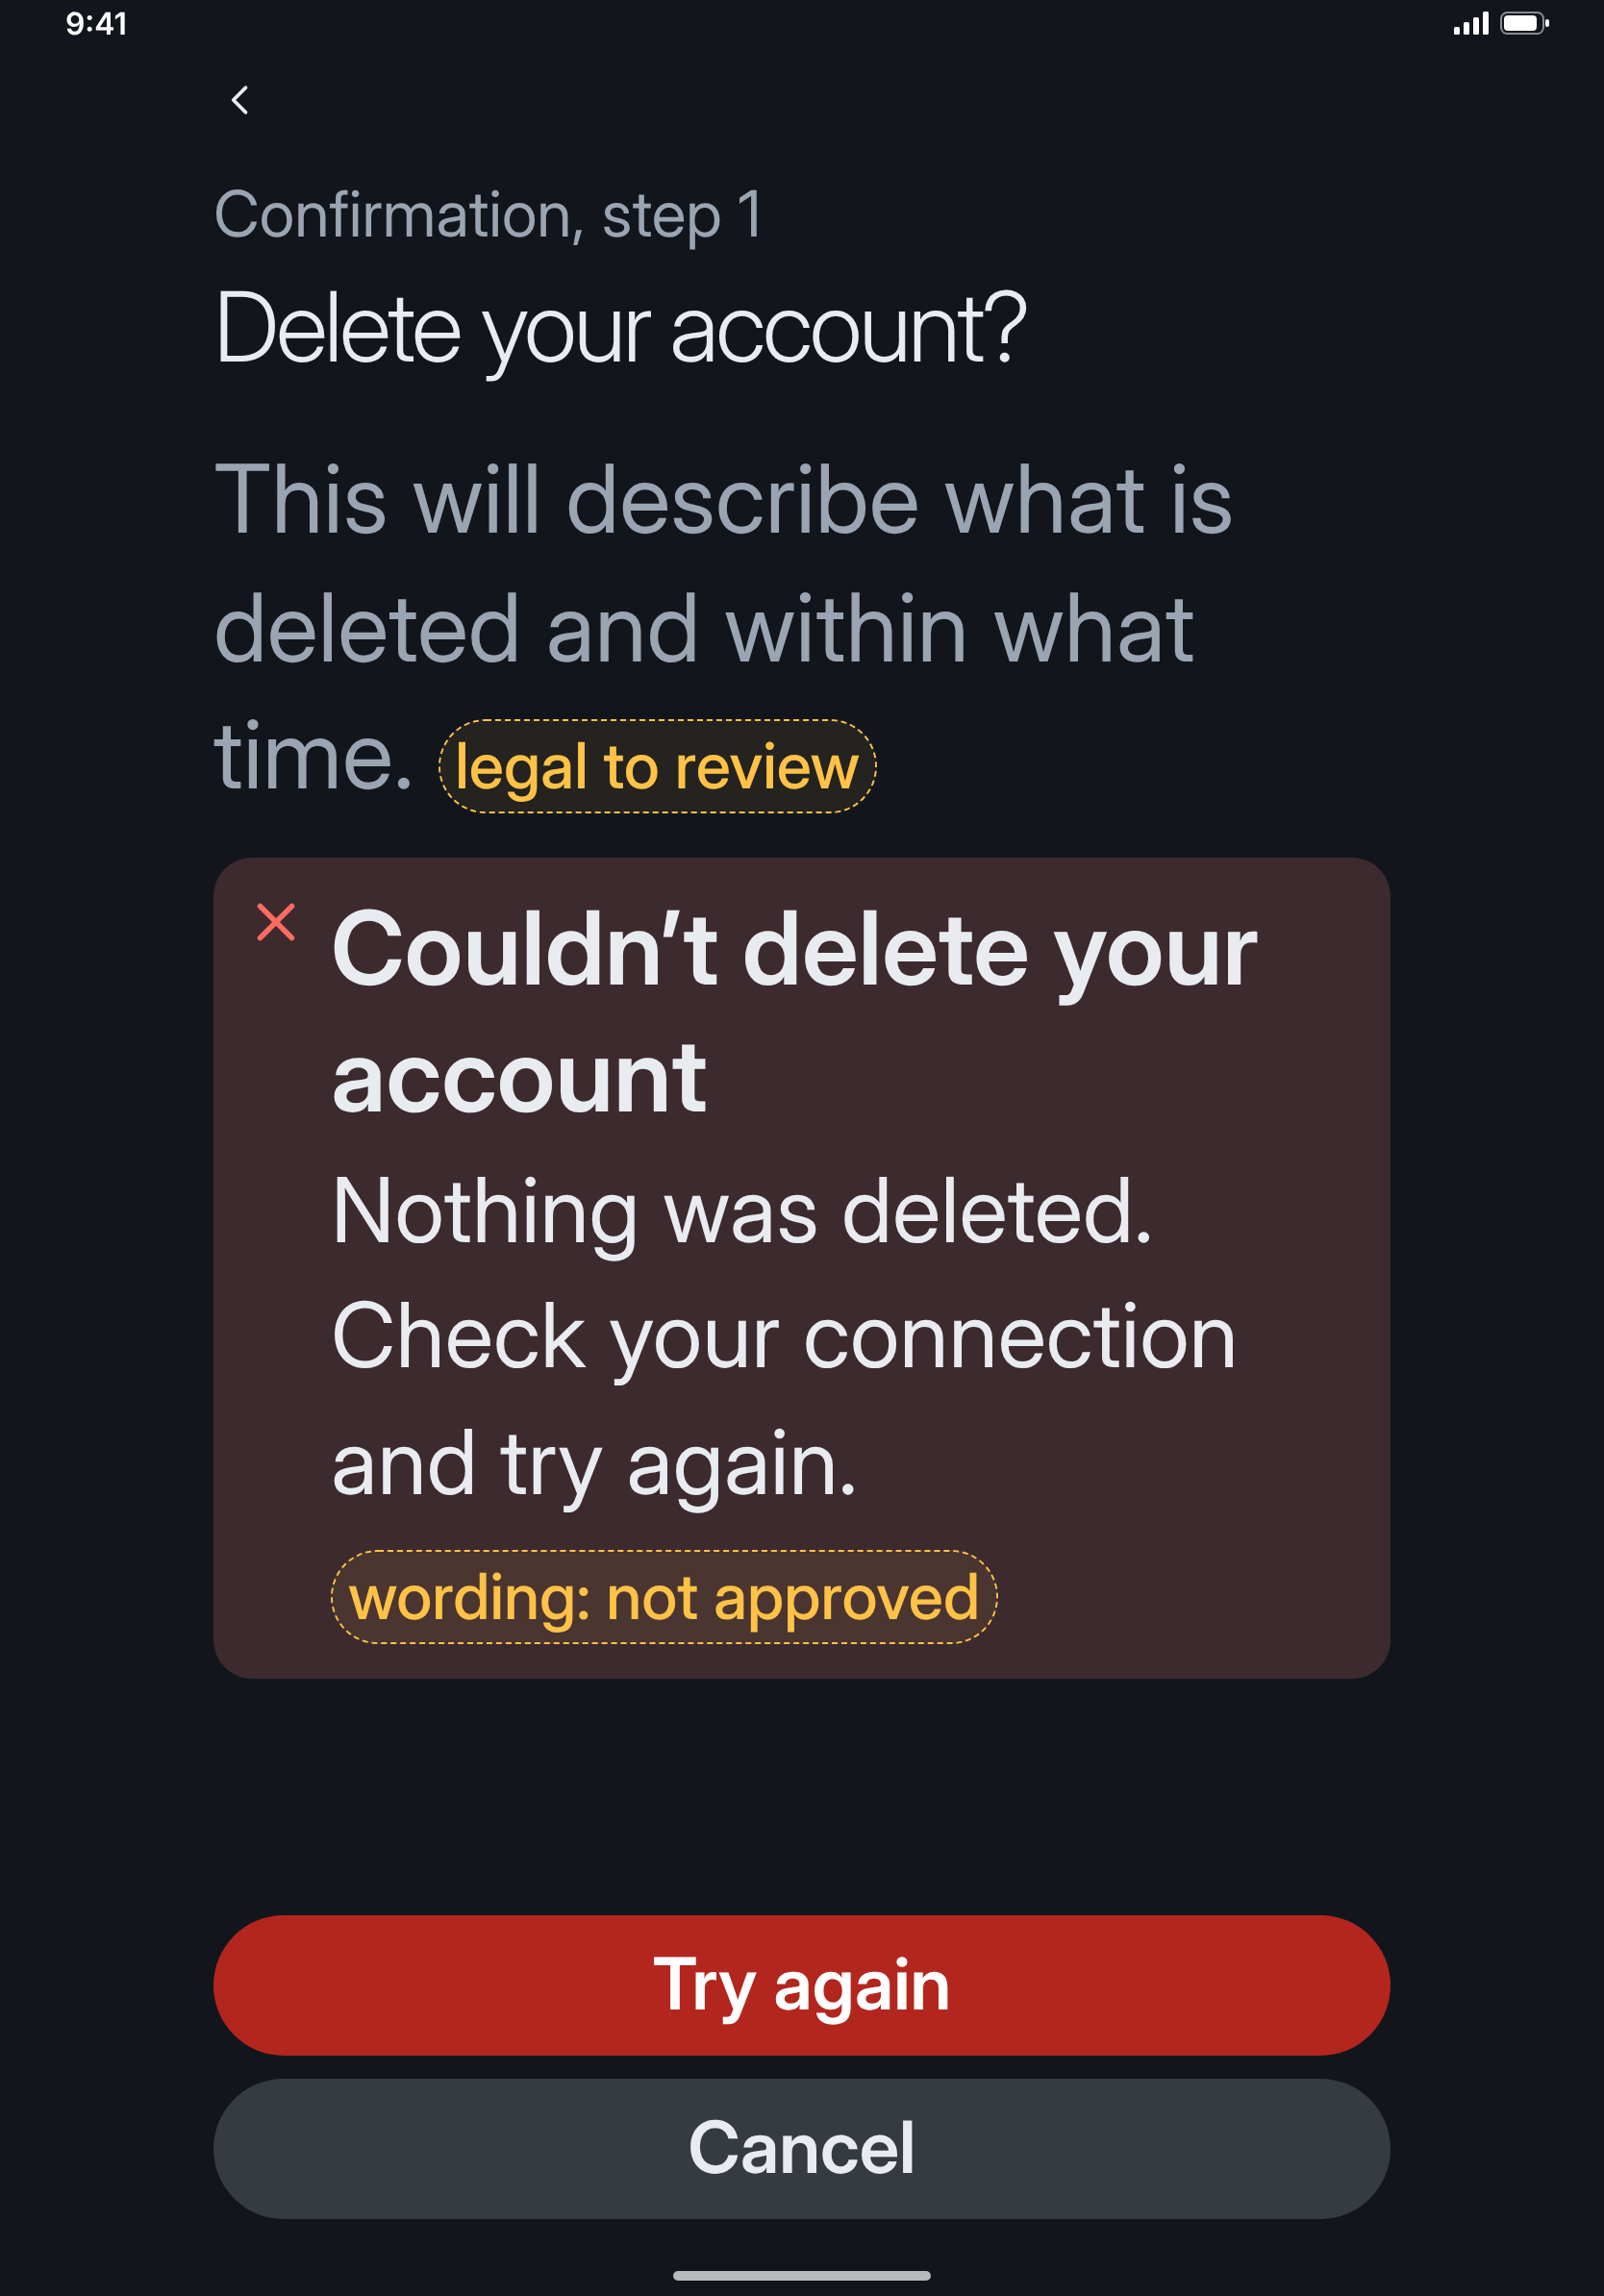 9:41
Confirmation, step 1
Delete your account?
This will describe what is
deleted and within what
time. legal to review
Couldn’t delete your
account
Nothing was deleted.
Check your connection
and try again.
wording: not approved
Try again
Cancel